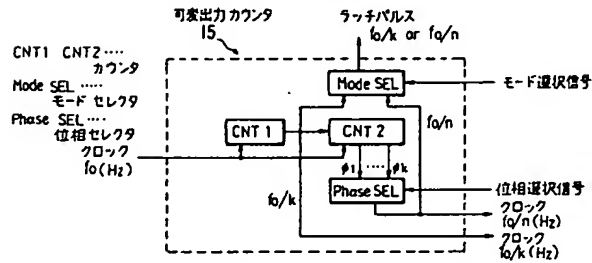 可変出力カウンタ
15
ラッチパルス
fo/k or fo/n
CNT1 CNT2 ‥‥
カウンタ
Mode SEL ‥‥‥
モード セレクタ
Phase SEL ‥‥
位相セレクタ
クロック
fo (Hz)
Mode SEL
モード選択信号
fo/n
CNT 1
CNT 2
φ1 ‥‥ φk
fo/k
Phase SEL
位相選択信号
クロック
fo/n (Hz)
クロック
fo/k (Hz)